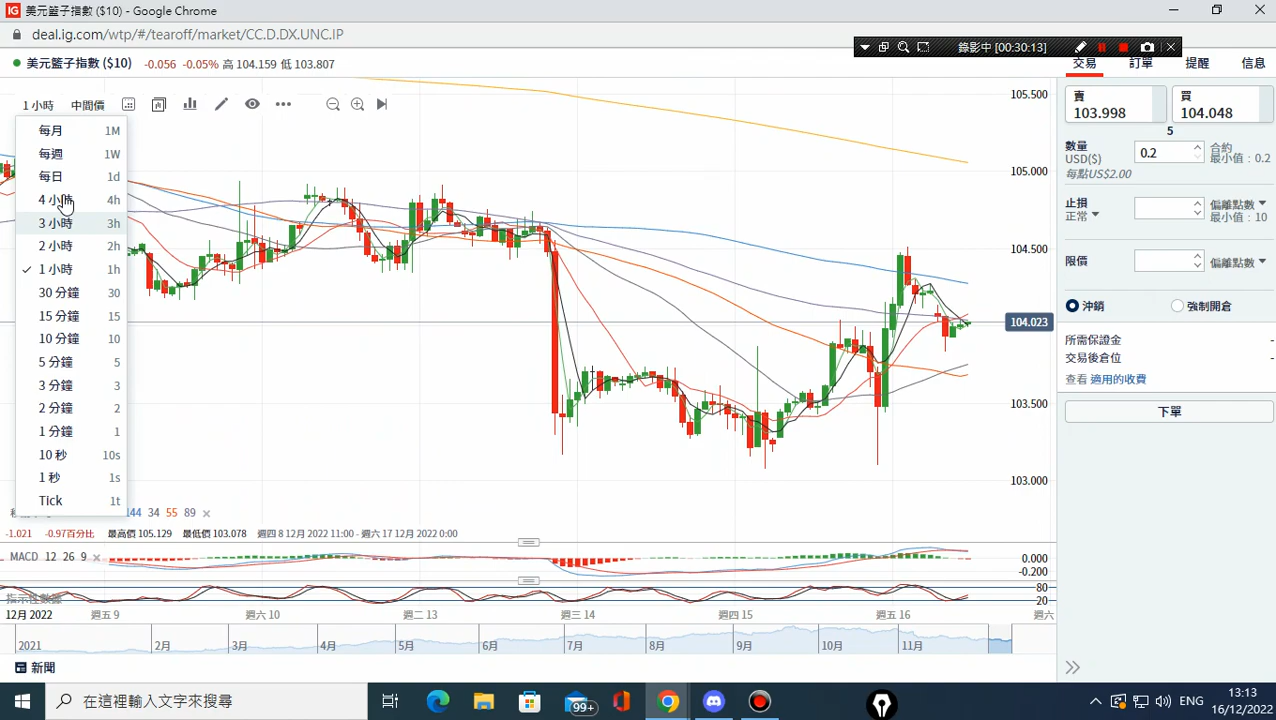 IG 美元籃子指數 ($10) - Google Chrome
deal.ig.com/wtp/#/tearoff/market/CC.D.DX.UNC.IP
錄影中 [00:30:13]
美元籃子指數 ($10) -0.056 -0.05% 高 104.159 低 103.807
交易 訂單 提醒 信息
1 小時 中間價
每月 1M
每週 1W
每日 1d
4 小時 4h
3 小時 3h
2 小時 2h
1 小時 1h
30 分鐘 30
15 分鐘 15
10 分鐘 10
5 分鐘 5
3 分鐘 3
2 分鐘 2
1 分鐘 1
10 秒 10s
1 秒 1s
Tick 1t
105.500
105.000
104.500
104.023
103.500
103.000
賣 103.998
買 104.048
5
數量
USD($)
0.2
合約
最小值 : 0.2
每點US$2.00
止損
正常
偏離點數
最小值 : 10
限價
偏離點數
沖銷 強制開倉
所需保證金 -
交易後倉位 -
查看 適用的收費
下單
144 34 55 89
-1.021 -0.97百分比 最高價 105.129 最低價 103.078 週四 8 12月 2022 11:00 - 週六 17 12月 2022 0:00
MACD 12 26 9
0.000
-0.200
80
20
指示性數據
12月 2022 週五 9 週六 10 週二 13 週三 14 週四 15 週五 16 週六
2021 2月 3月 4月 5月 6月 7月 8月 9月 10月 11月
新聞
在這裡輸入文字來搜尋
99+
ENG
13:13
16/12/2022